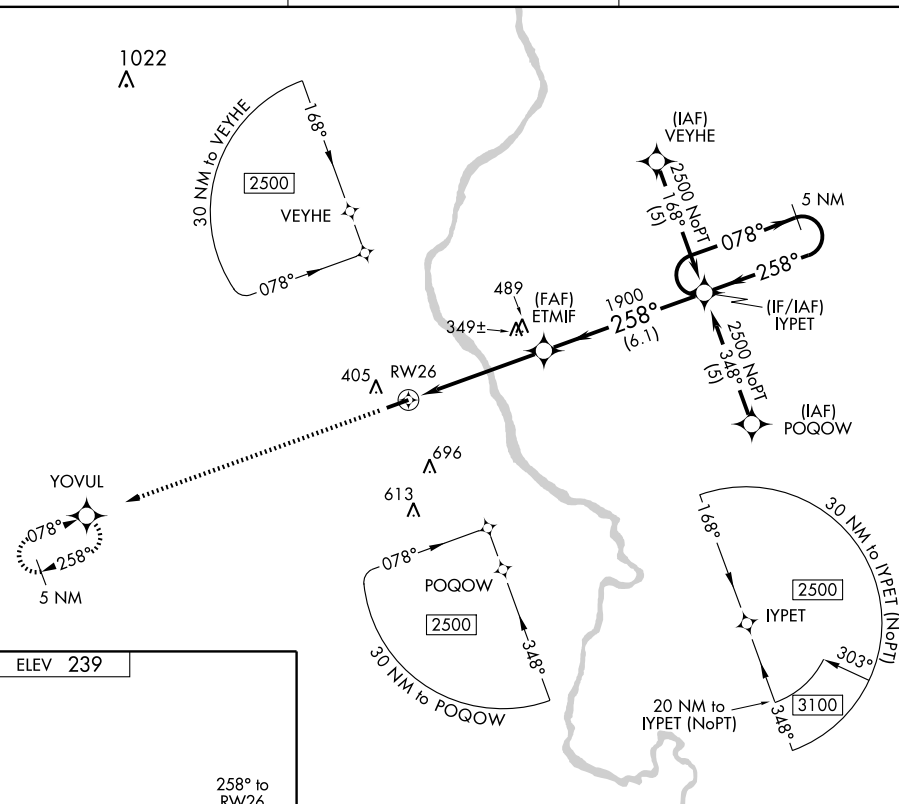 1022
30 NM to VEYHE
168°
2500
VEYHE
078°
(IAF)
VEYHE
2500 NoPT
168°
(5)
5 NM
078°
258°
(IF/IAF)
IYPET
489
349±
(FAF)
ETMIF
1900
258°
(6.1)
2500 NoPT
348°
(5)
(IAF)
POQOW
405
RW26
696
613
YOVUL
078°
258°
5 NM
078°
POQOW
2500
348°
30 NM to POQOW
168°
30 NM to IYPET (NoPT)
2500
IYPET
303°
20 NM to
IYPET (NoPT)
3100
348°
ELEV 239
258° to
RW26